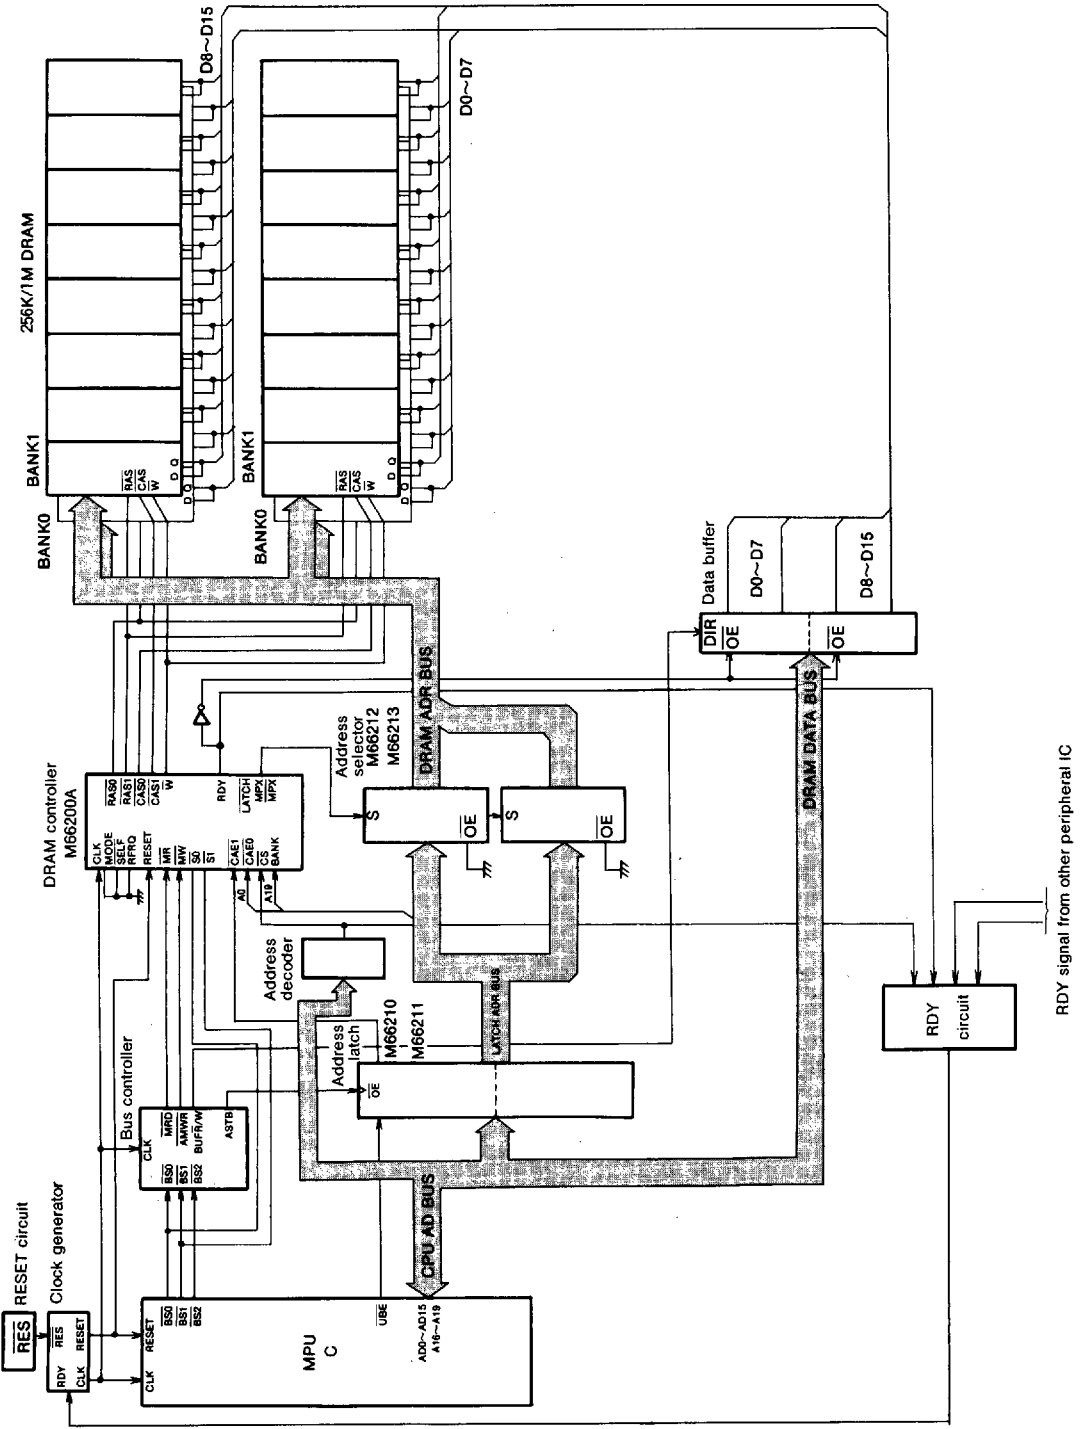 RESET circuit
RES
Clock generator
RES
RESET
RDY
CLK
RESET
CLK
MPU
C
BS0
BS1
BS2
UBE
AD0~AD15
A16~A19
Bus controller
CLK
BS0
BS1
BS2
MRD
AMWR
BUFR/W
ASTB
CPU AD BUS
Address
latch
M66210
M66211
OE
LATCH ADR BUS
Address
decoder
DRAM controller
M66200A
CLK
MODE
SELF
RFRQ
RESET
MR
MW
S0
S1
CAE1
CAE0
CS
BANK
A0
A19
RAS0
RAS1
CAS0
CAS1
W
RDY
LATCH
MPX
MPX
Address
selector
M66212
M66213
S
OE
S
OE
DRAM ADR BUS
DRAM DATA BUS
Data buffer
DIR
OE
OE
D0~D7
D8~D15
256K/1M DRAM
BANK1
BANK0
RAS
CAS
W
D Q
D Q
D8~D15
BANK1
BANK0
RAS
CAS
W
D Q
D Q
D0~D7
RDY
circuit
RDY signal from other peripheral IC